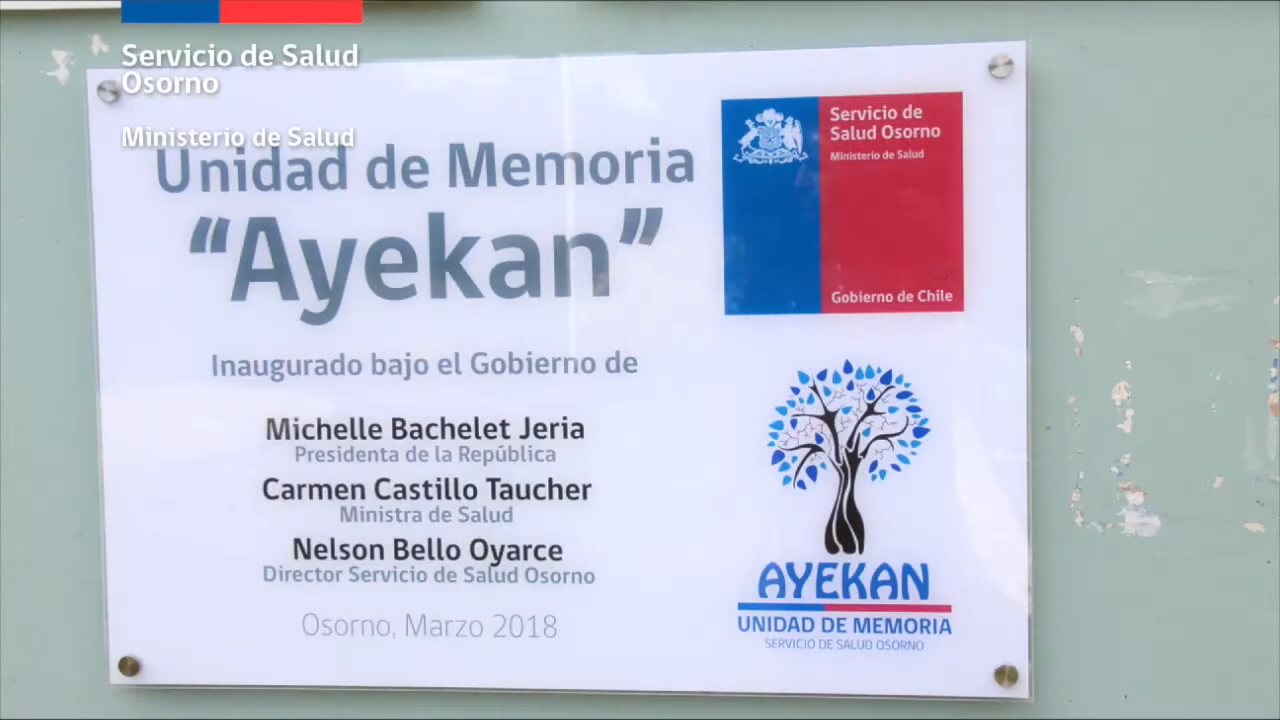 Servicio de Salud
Osorno
Ministerio de Salud
Unidad de Memoria
“Ayekan”
Inaugurado bajo el Gobierno de
Michelle Bachelet Jeria
Presidenta de la República
Carmen Castillo Taucher
Ministra de Salud
Nelson Bello Oyarce
Director Servicio de Salud Osorno
Osorno, Marzo 2018
Servicio de
Salud Osorno
Ministerio de Salud
Gobierno de Chile
AYEKAN
UNIDAD DE MEMORIA
SERVICIO DE SALUD OSORNO